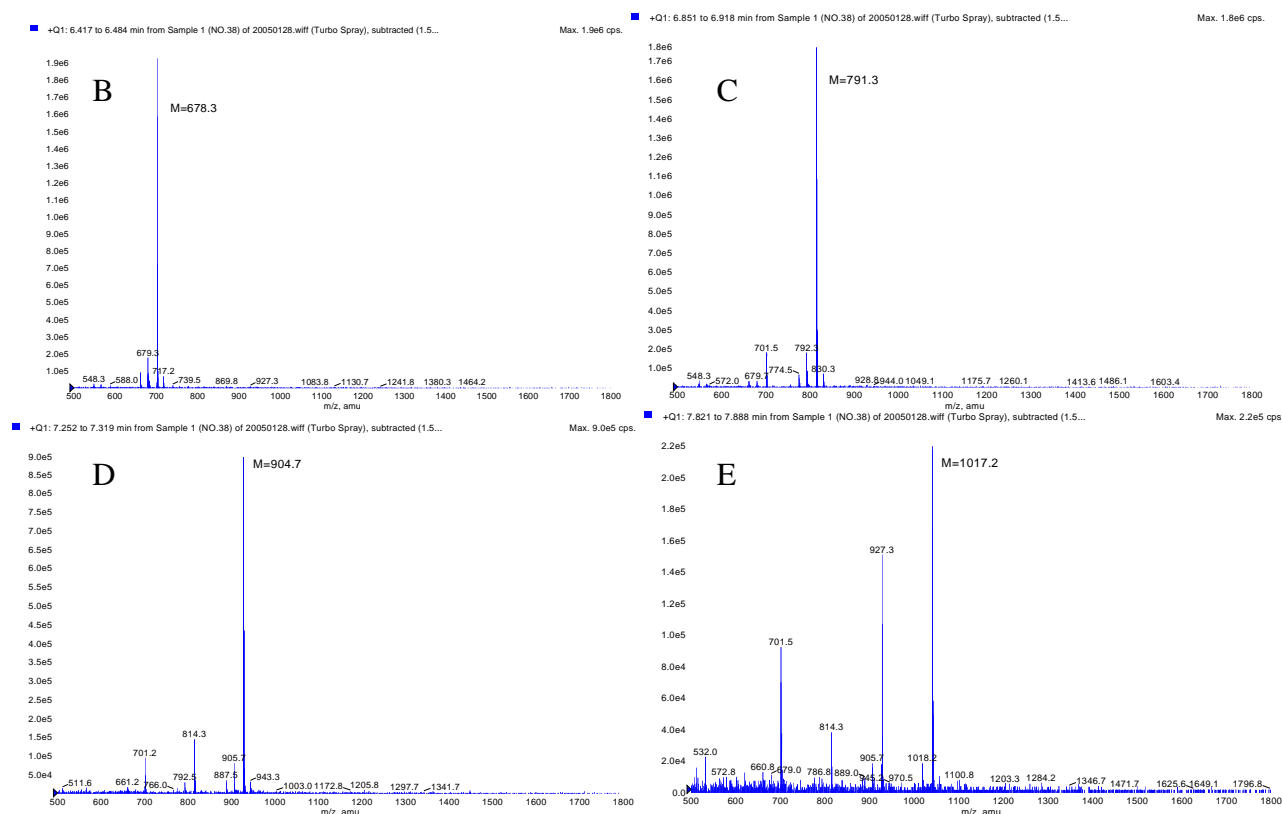 +Q1: 6.417 to 6.484 min from Sample 1 (NO.38) of 20050128.wiff (Turbo Spray), subtracted (1.5... Max. 1.9e6 cps.
B
M=678.3
1.9e6
1.8e6
1.7e6
1.6e6
1.5e6
1.4e6
1.3e6
1.2e6
1.1e6
1.0e6
9.0e5
8.0e5
7.0e5
6.0e5
5.0e5
4.0e5
3.0e5
2.0e5
1.0e5
679.3
717.2
548.3 588.0 739.5 869.8 927.3 1083.8 1130.7 1241.8 1380.3 1464.2
500 600 700 800 900 1000 1100 1200 1300 1400 1500 1600 1700 1800
m/z, amu
+Q1: 6.851 to 6.918 min from Sample 1 (NO.38) of 20050128.wiff (Turbo Spray), subtracted (1.5... Max. 1.8e6 cps.
C
M=791.3
1.8e6
1.7e6
1.6e6
1.5e6
1.4e6
1.3e6
1.2e6
1.1e6
1.0e6
9.0e5
8.0e5
7.0e5
6.0e5
5.0e5
4.0e5
3.0e5
2.0e5
1.0e5
701.5 792.3
774.5 830.3
548.3 572.0 679.7 928.5 944.0 1049.1 1175.7 1260.1 1413.6 1486.1 1603.4
500 600 700 800 900 1000 1100 1200 1300 1400 1500 1600 1700 1800
m/z, amu
+Q1: 7.252 to 7.319 min from Sample 1 (NO.38) of 20050128.wiff (Turbo Spray), subtracted (1.5... Max. 9.0e5 cps.
D
M=904.7
9.0e5
8.5e5
8.0e5
7.5e5
7.0e5
6.5e5
6.0e5
5.5e5
5.0e5
4.5e5
4.0e5
3.5e5
3.0e5
2.5e5
2.0e5
1.5e5
1.0e5
5.0e4
814.3
701.2 905.7
792.5 887.5 943.3
511.6 661.2 766.0 1003.0 1172.8 1205.8 1297.7 1341.7
500 600 700 800 900 1000 1100 1200 1300 1400 1500 1600 1700 1800
m/z, amu
+Q1: 7.821 to 7.888 min from Sample 1 (NO.38) of 20050128.wiff (Turbo Spray), subtracted (1.5... Max. 2.2e5 cps
E
M=1017.2
2.2e5
2.0e5
1.8e5
1.6e5
1.4e5
1.2e5
1.0e5
8.0e4
6.0e4
4.0e4
2.0e4
0.0
927.3
701.5
814.3
532.0 905.7 1018.2
572.8 660.8 679.0 786.8 889.0 945.2 970.5 1100.8 1203.3 1284.2 1346.7 1471.7 1625.6 1649.1 1796.8
500 600 700 800 900 1000 1100 1200 1300 1400 1500 1600 1700 1800
m/z, amu